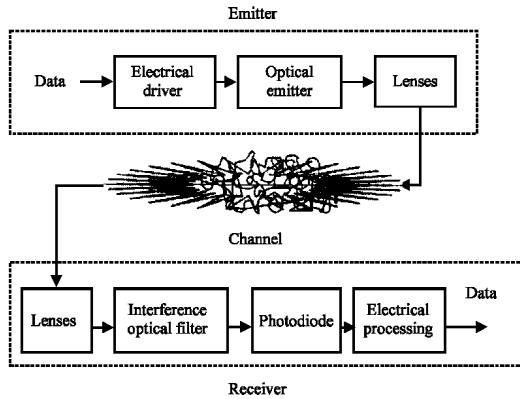 Emitter
Data
Electrical
driver
Optical
emitter
Lenses
Channel
Lenses
Interference
optical filter
Photodiode
Electrical
processing
Data
Receiver